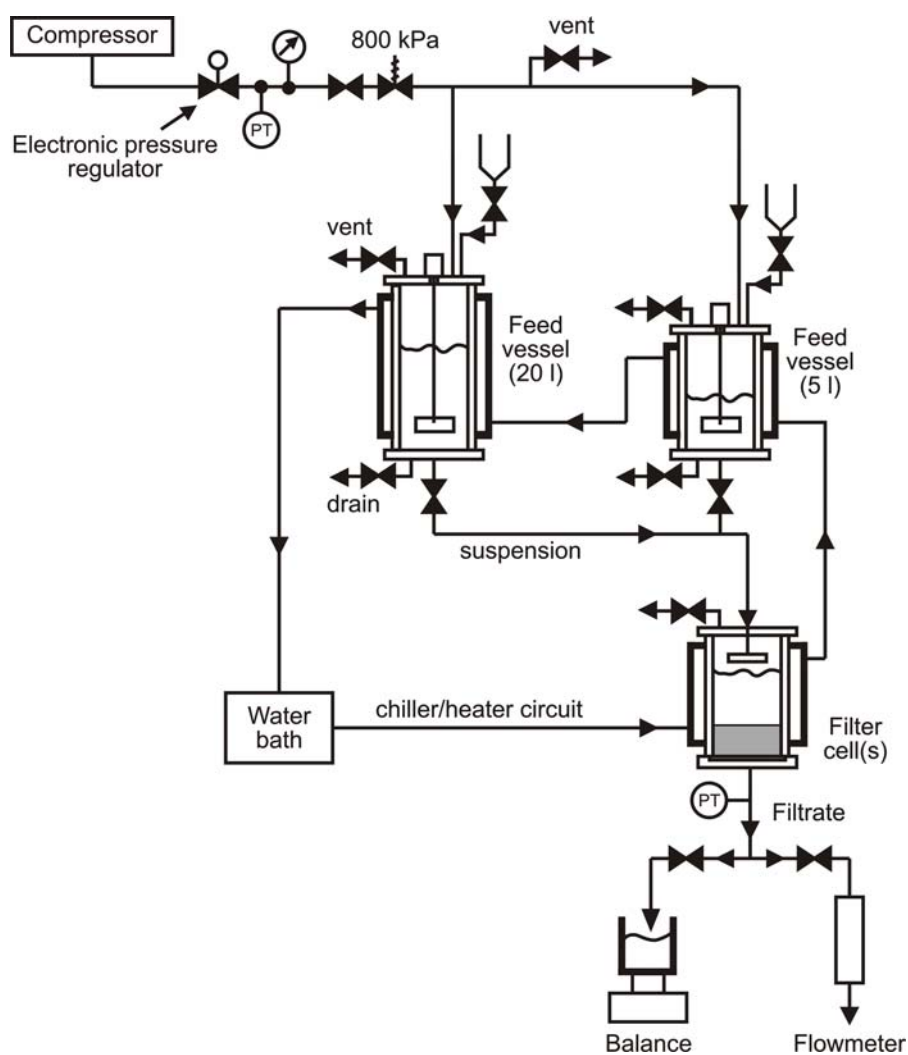 Compressor
800 kPa
vent
PT
Electronic pressure
regulator
vent
Feed
vessel
(20 l)
Feed
vessel
(5 l)
drain
suspension
Water
bath
chiller/heater circuit
Filter
cell(s)
PT
Filtrate
Balance
Flowmeter